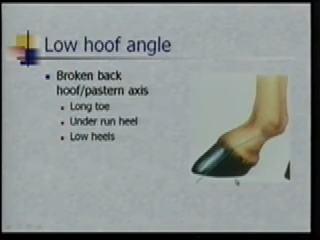 Low hoof angle
Broken back
hoof/pastern axis
Long toe
Under run heel
Low heels